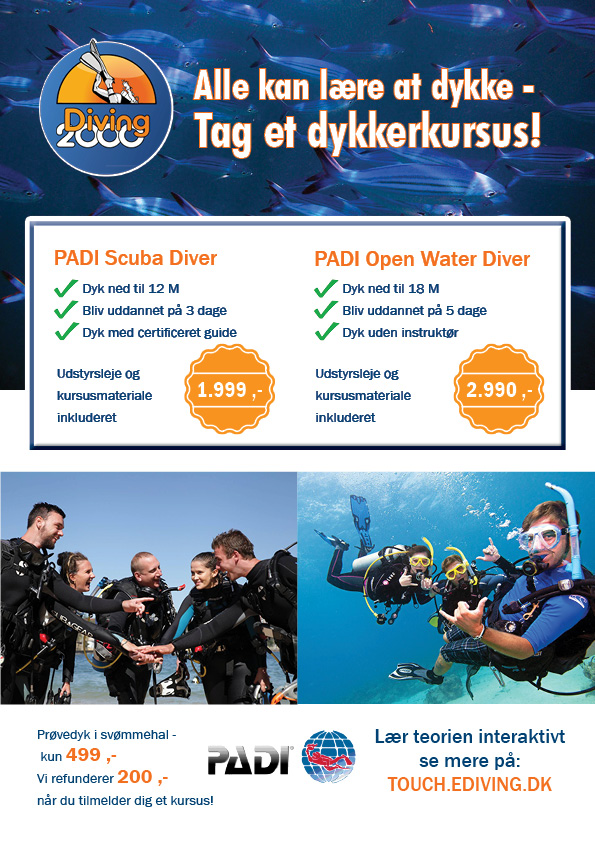 Diving
2000
Alle kan lære at dykke -
Tag et dykkerkursus!
PADI Scuba Diver
Dyk ned til 12 M
Bliv uddannet på 3 dage
Dyk med certificeret guide
Udstyrsleje og
kursusmateriale
inkluderet
1.999 ,-
PADI Open Water Diver
Dyk ned til 18 M
Bliv uddannet på 5 dage
Dyk uden instruktør
Udstyrsleje og
kursusmateriale
inkluderet
2.990 ,-
Prøvedyk i svømmehal -
kun 499 ,-
Vi refunderer 200 ,-
når du tilmelder dig et kursus!
PADI
Lær teorien interaktivt
se mere på:
TOUCH.EDIVING.DK